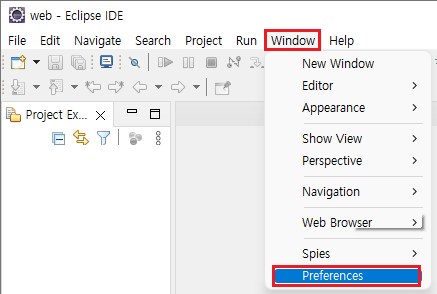 web - Eclipse IDE
File Edit Navigate Search Project Run Window Help
New Window
Editor
Appearance
Project Ex...
Show View
Perspective
Navigation
Web Browser
Spies
Preferences